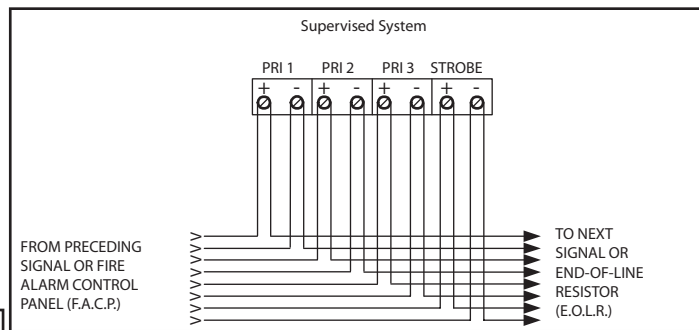 Supervised System
PRI 1 PRI 2 PRI 3 STROBE
+ - + - + - + -
FROM PRECEDING
SIGNAL OR FIRE
ALARM CONTROL
PANEL (F.A.C.P.)
TO NEXT
SIGNAL OR
END-OF-LINE
RESISTOR
(E.O.L.R.)